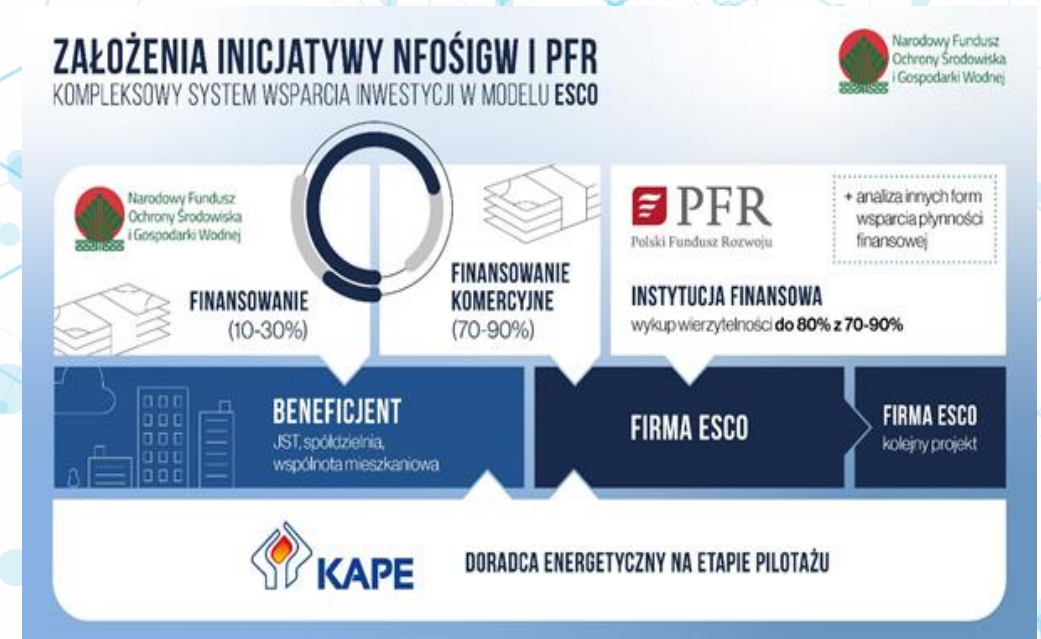 ZAŁOŻENIA INICJATYWY NFOŚIGW I PFR
KOMPLEKSOWY SYSTEM WSPARCIA INWESTYCJI W MODELU ESCO
Narodowy Fundusz
Ochrony Środowiska
i Gospodarki Wodnej
Narodowy Fundusz
Ochrony Środowiska
i Gospodarki Wodnej
FINANSOWANIE
(10-30%)
FINANSOWANIE
KOMERCYJNE
(70-90%)
PFR
Polski Fundusz Rozwoju
+ analiza innych form
wsparcia płynności
finansowej
INSTYTUCJA FINANSOWA
wykup wierzytelności do 80% z 70-90%
BENEFICJENT
JST, spółdzielnia,
wspólnota mieszkaniowa
FIRMA ESCO
FIRMA ESCO
kolejny projekt
KAPE
DORADCA ENERGETYCZNY NA ETAPIE PILOTAŻU